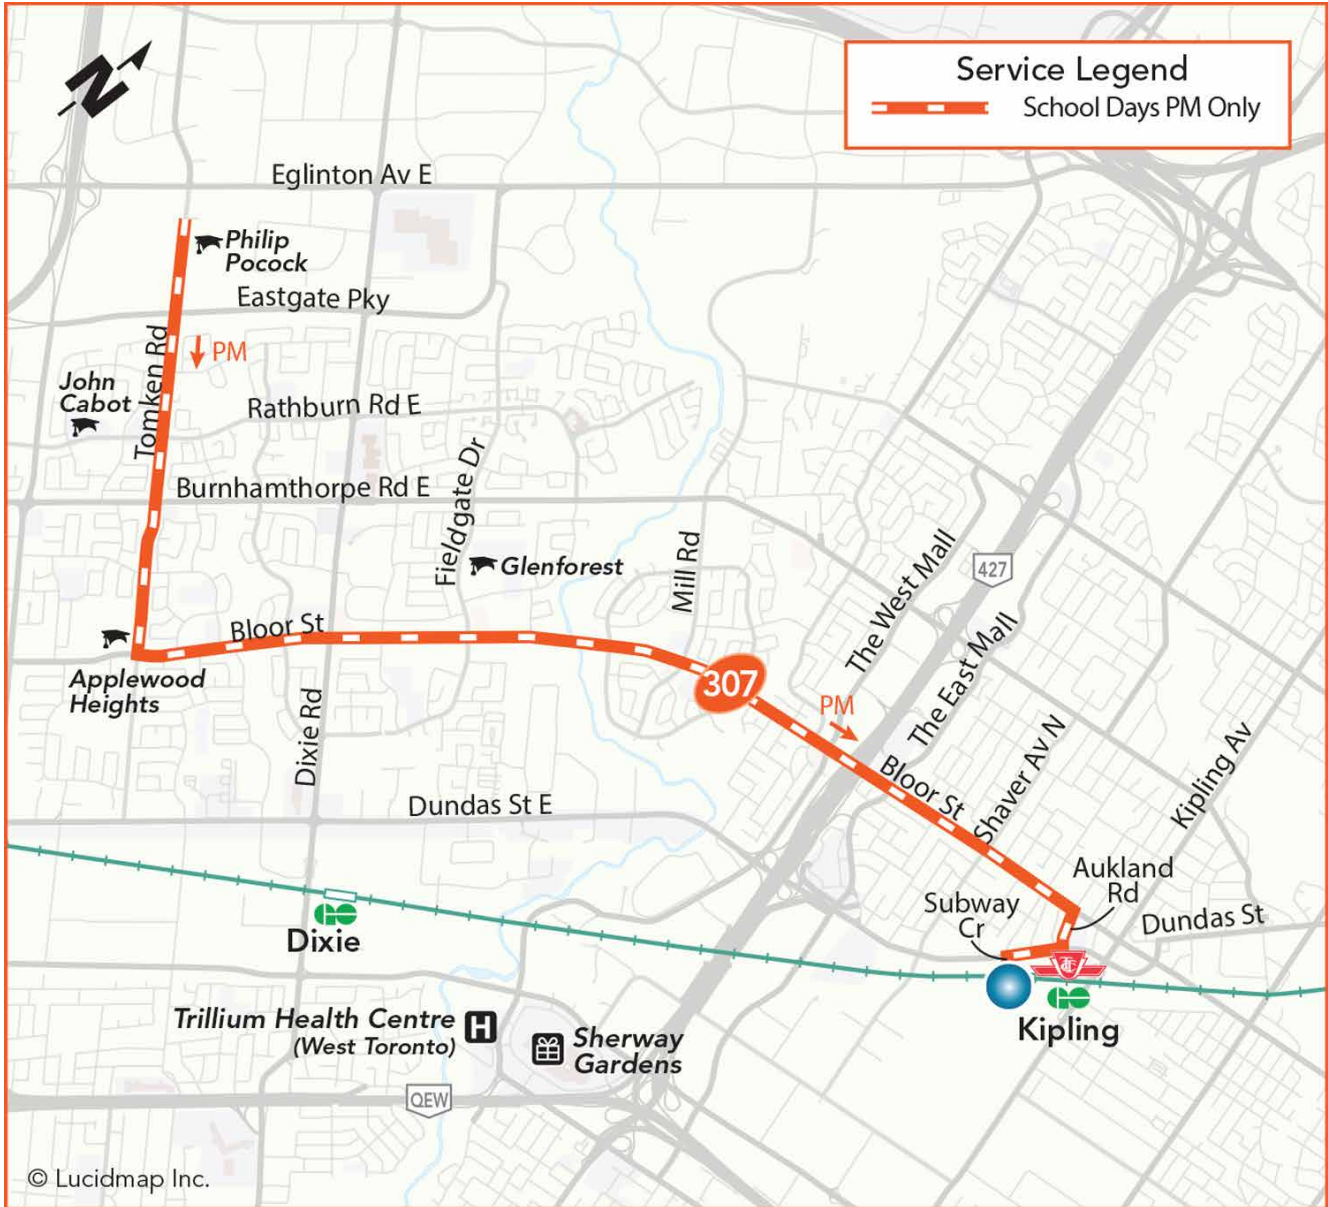 N
Service Legend
School Days PM Only
Eglinton Av E
Philip
Pocock
Eastgate Pky
Tomken Rd
PM
John
Cabot
Rathburn Rd E
Fieldgate Dr
Burnhamthorpe Rd E
Glenforest
Mill Rd
The West Mall
427
The East Mall
Bloor St
Applewood
Heights
307
PM
Dixie Rd
Bloor St
Shaver Av N
Kipling Av
Dundas St E
Aukland
Rd
Subway
Cr
Dundas St
GO
Dixie
TTC
GO
Kipling
Trillium Health Centre
(West Toronto)
H
Sherway
Gardens
QEW
© Lucidmap Inc.